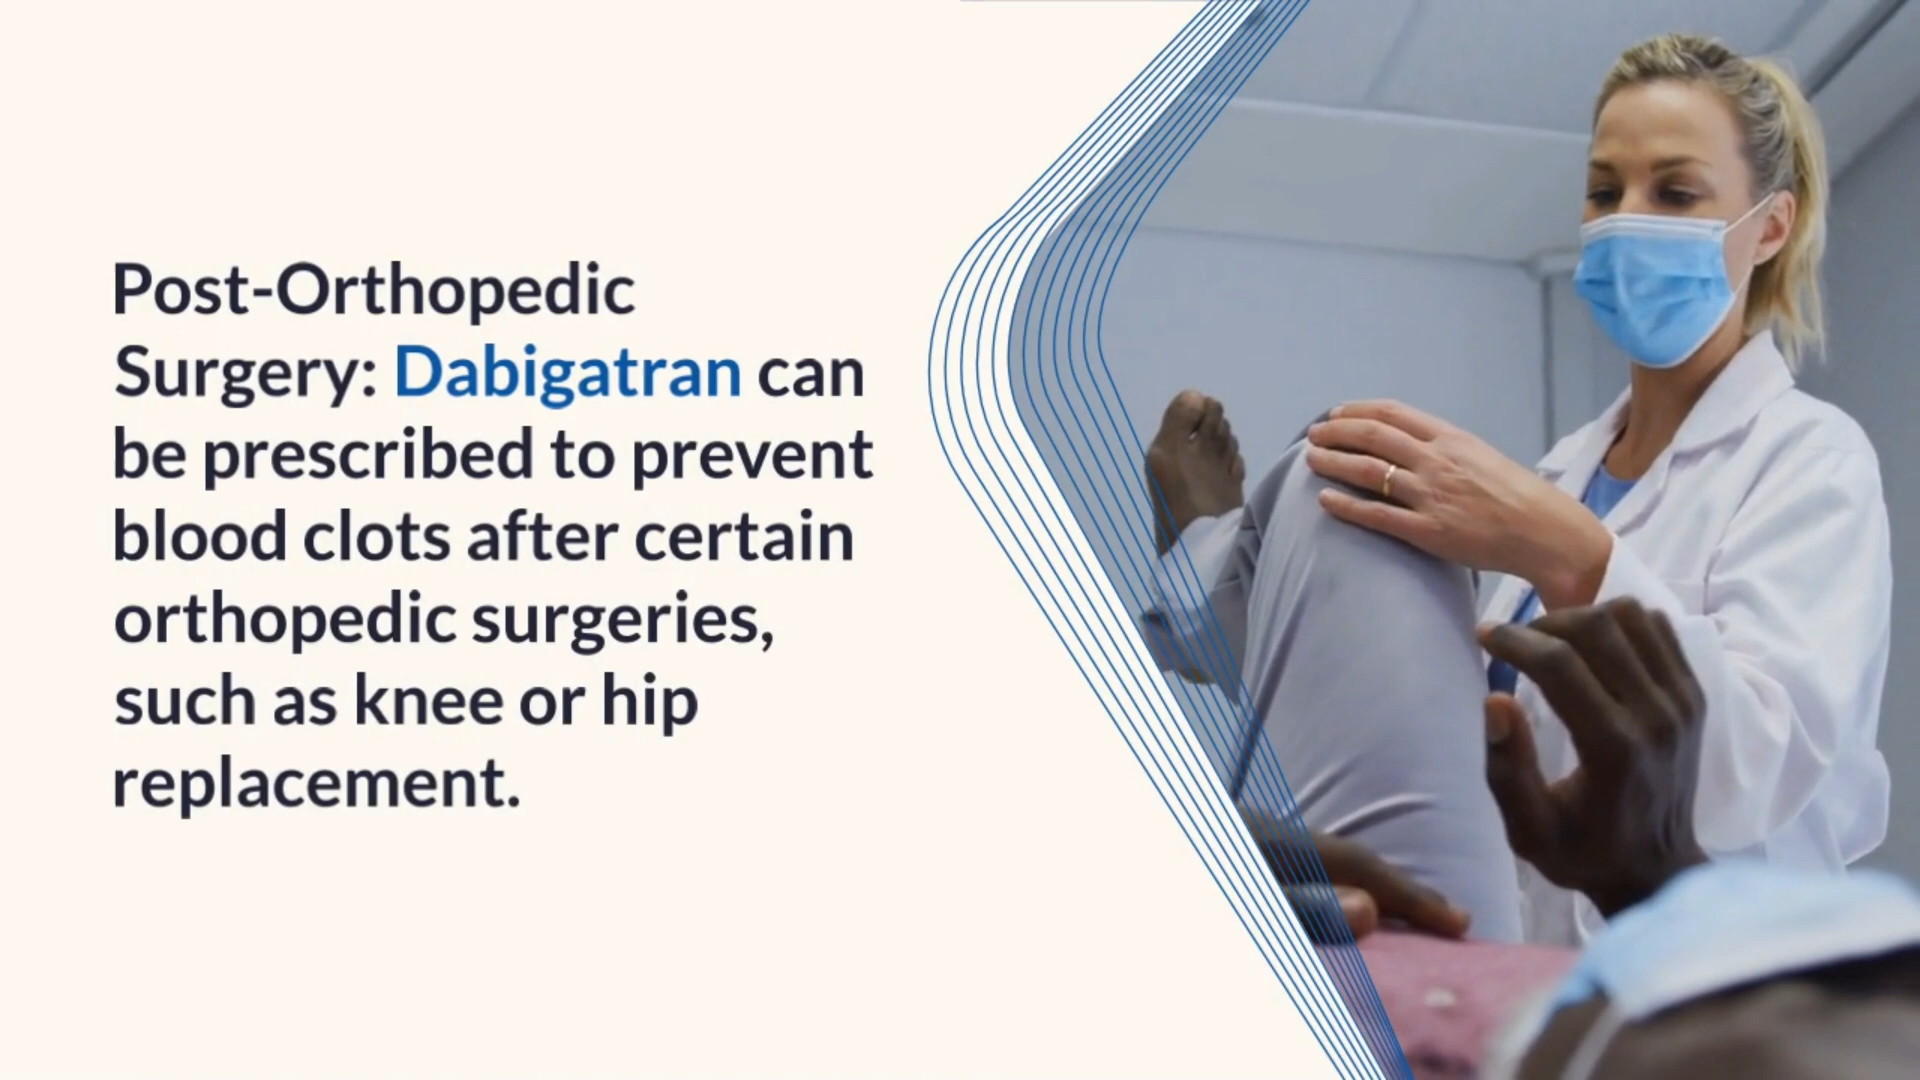 Post-Orthopedic
Surgery: Dabigatran can
be prescribed to prevent
blood clots after certain
orthopedic surgeries,
such as knee or hip
replacement.